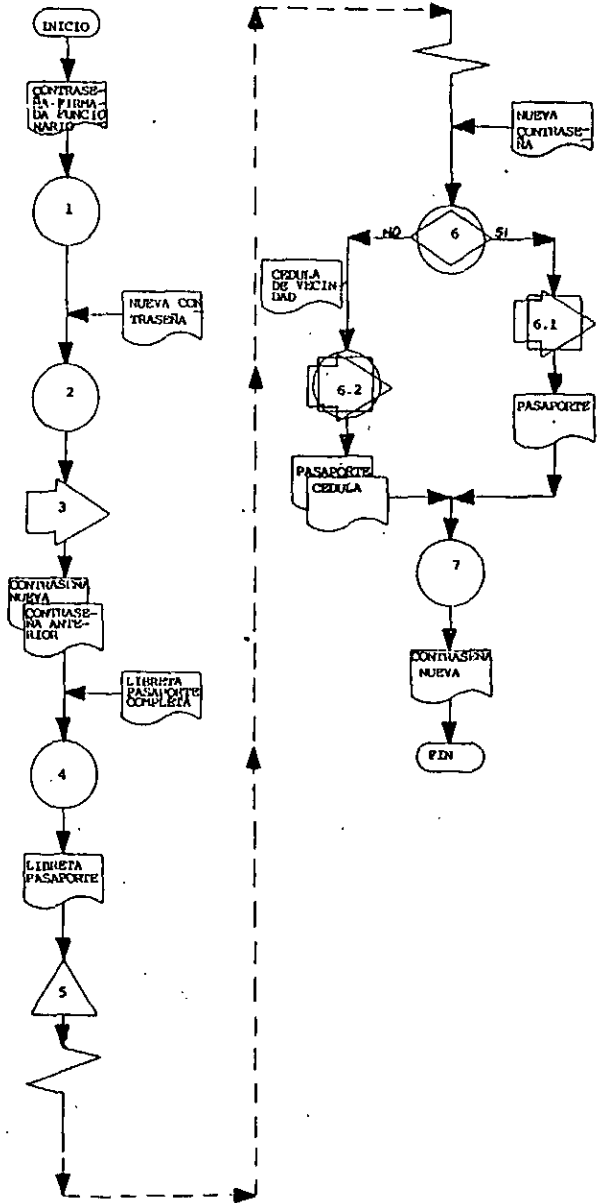 INICIO
CONTRASE-
ÑA-FIRMA-
DA FUNCIO
NARIO
1
NUEVA CON
TRASEÑA
2
3
CONTRASEÑA
NUEVA
CONTRASE-
ÑA ANTE-
RIOR
LIBRETA
PASAPORTE
COMPLETA
4
LIBRETA
PASAPORTE
5
NUEVA
CONTRASE-
ÑA
NO
6
SI
CEDULA
DE VECIN
DAD
6.1
6.2
PASAPORTE
PASAPORTE
CEDULA
7
CONTRASEÑA
NUEVA
FIN